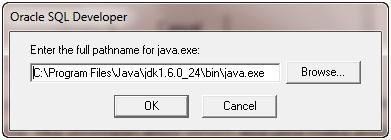 Oracle SQL Developer
Enter the full pathname for java.exe:
C:\Program Files\Java\jdk1.6.0_24\bin\java.exe
Browse...
OK
Cancel